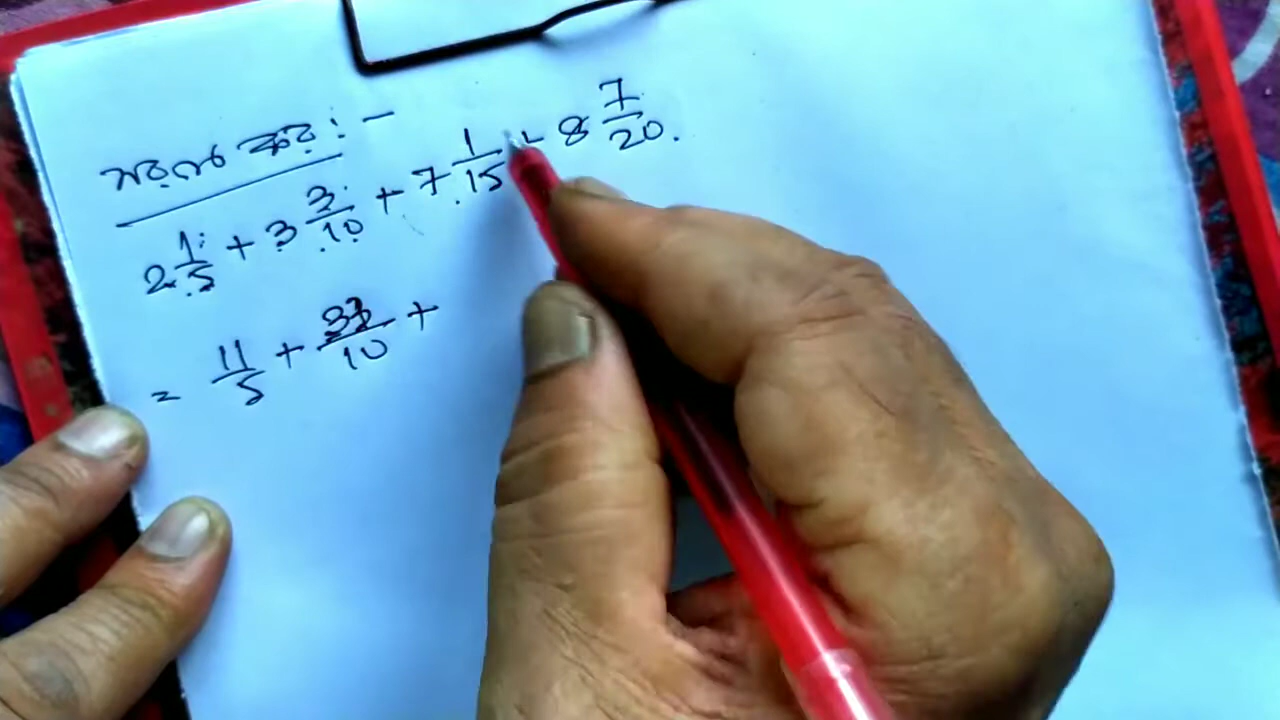 সরল কর : -
2 1/5 + 3 3/10 + 7 1/15 + 8 7/20.
= 11/5 + 33/10 +